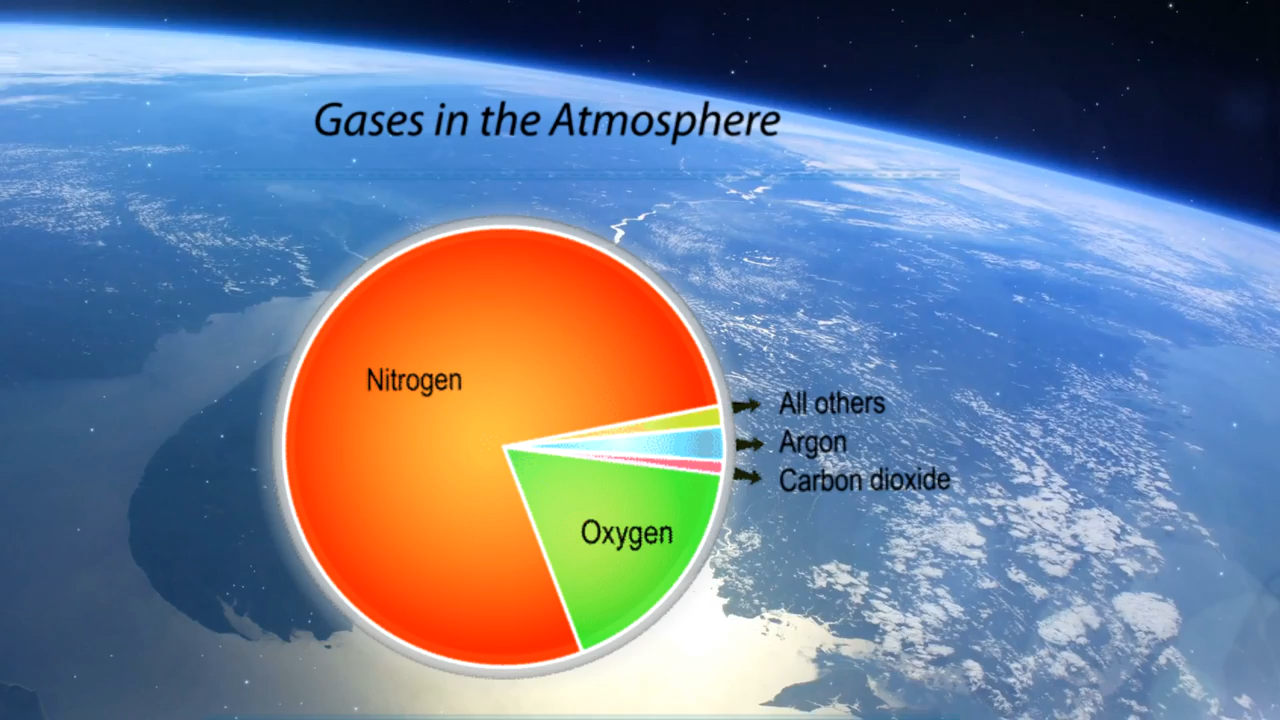 Gases in the Atmosphere
Nitrogen
All others
Argon
Carbon dioxide
Oxygen